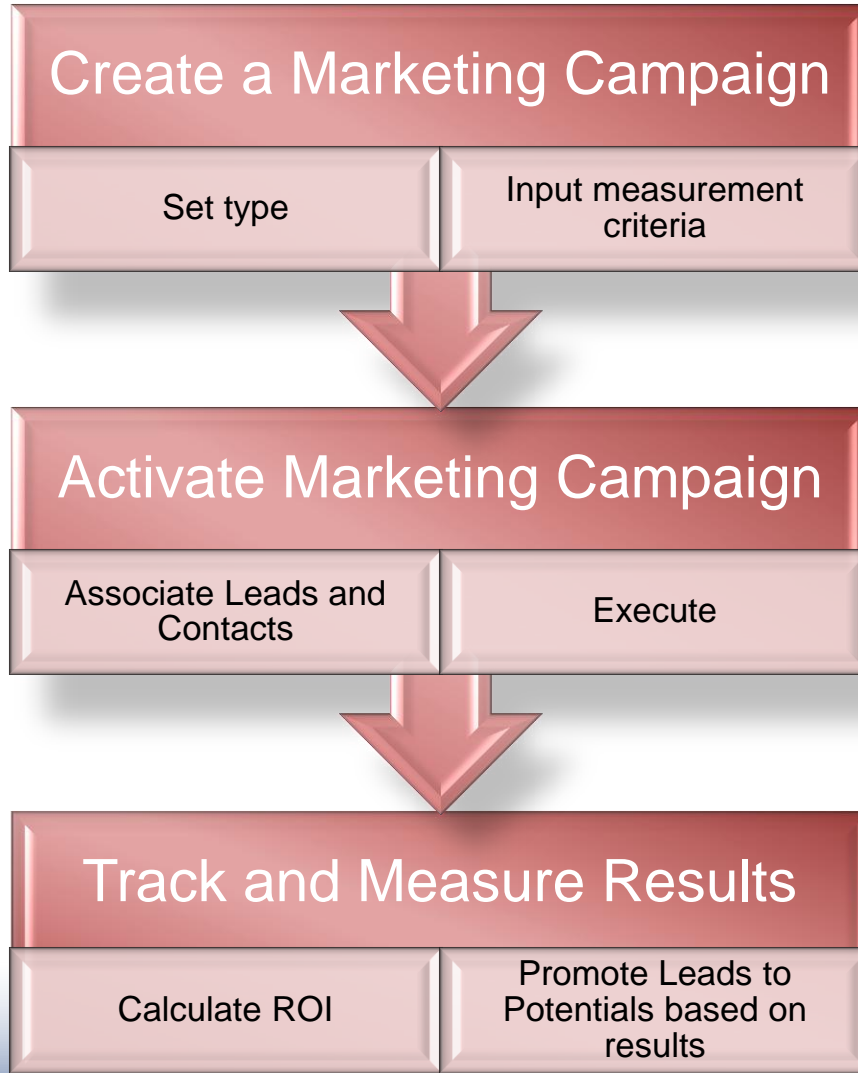 Create a Marketing Campaign
Set type
Input measurement
criteria
Activate Marketing Campaign
Associate Leads and
Contacts
Execute
Track and Measure Results
Calculate ROI
Promote Leads to
Potentials based on
results